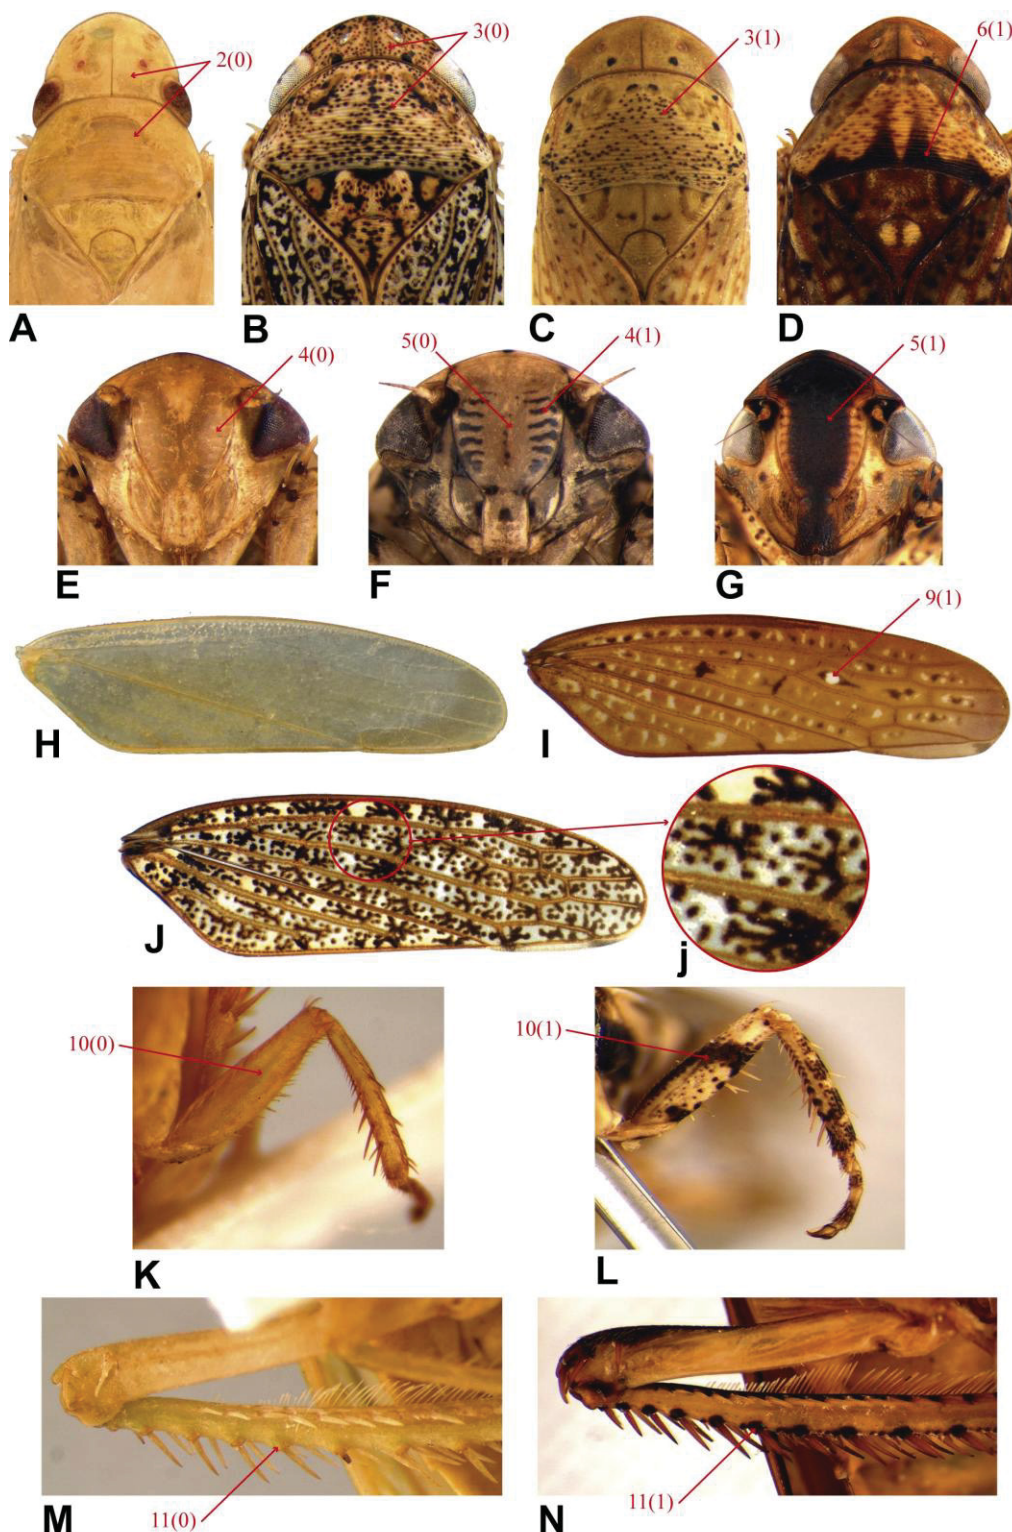 2(0) 3(0) 3(1) 6(1)
A B C D
4(0) 5(0) 4(1) 5(1)
E F G
9(1)
H I
J j
10(0) 10(1)
K L
11(0) 11(1)
M N